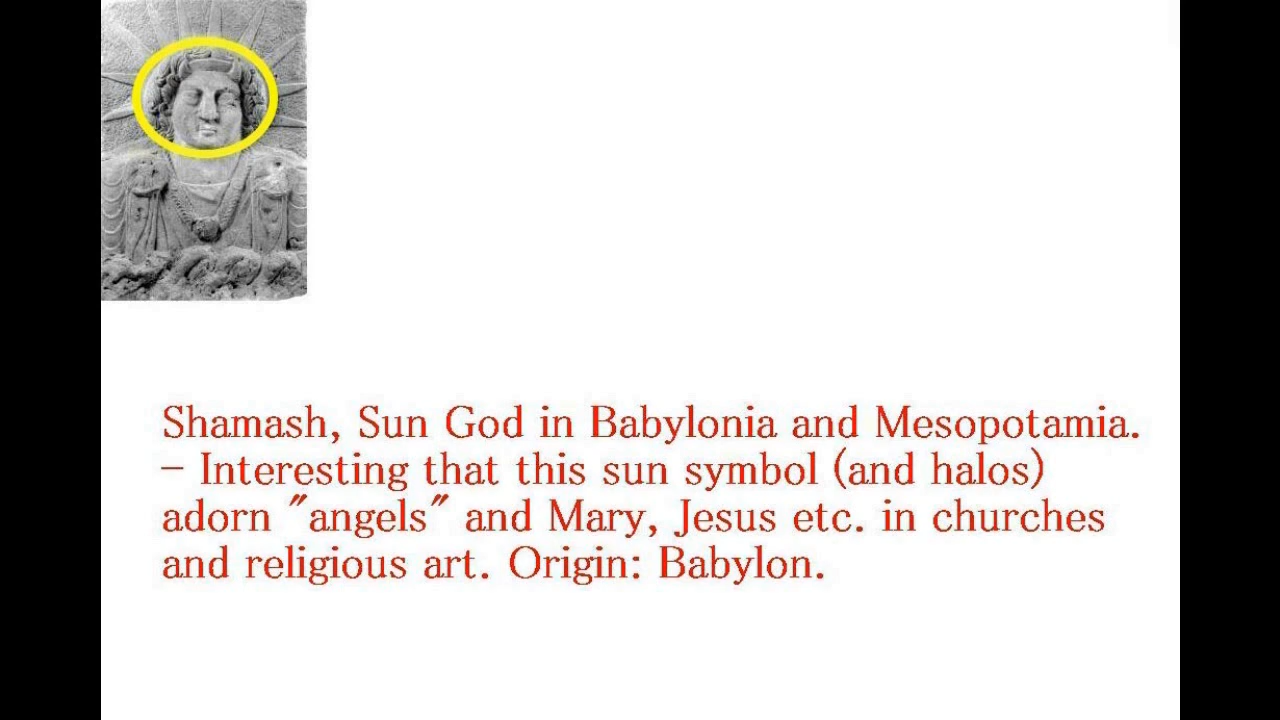 Shamash, Sun God in Babylonia and Mesopotamia.
- Interesting that this sun symbol (and halos)
adorn "angels" and Mary, Jesus etc. in churches
and religious art. Origin: Babylon.